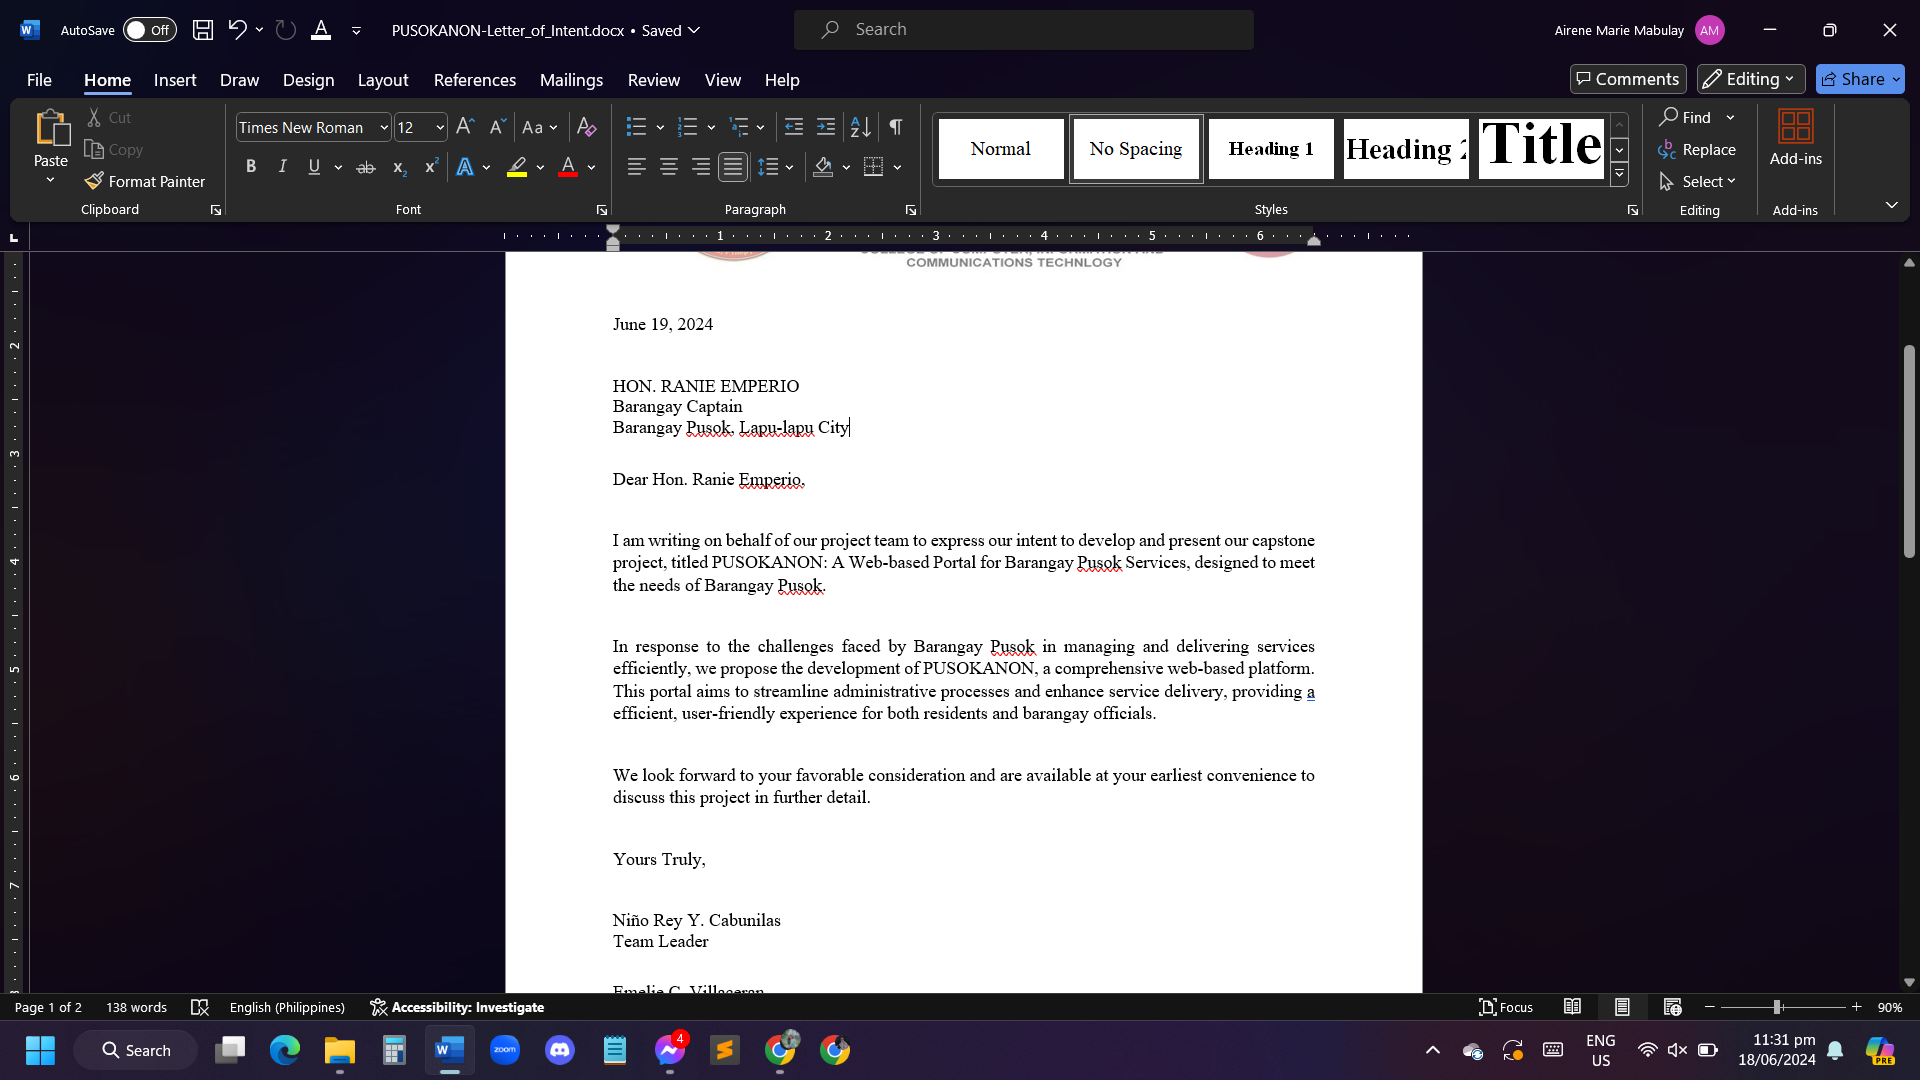 AutoSave Off PUSOKANON-Letter_of_Intent.docx • Saved Search Airene Marie Mabulay AM
File Home Insert Draw Design Layout References Mailings Review View Help Comments Editing Share
Paste Cut Copy Format Painter
Clipboard
Times New Roman 12 Aa
Font
Paragraph
Normal No Spacing Heading 1 Heading 2 Title
Styles
Find
Replace
Select
Editing
Add-ins
Add-ins
1 2 3 4 5 6
COMMUNICATIONS TECHNLOGY
June 19, 2024
HON. RANIE EMPERIO
Barangay Captain
Barangay Pusok, Lapu-lapu City
Dear Hon. Ranie Emperio,
I am writing on behalf of our project team to express our intent to develop and present our capstone
project, titled PUSOKANON: A Web-based Portal for Barangay Pusok Services, designed to meet
the needs of Barangay Pusok.
In response to the challenges faced by Barangay Pusok in managing and delivering services
efficiently, we propose the development of PUSOKANON, a comprehensive web-based platform.
This portal aims to streamline administrative processes and enhance service delivery, providing a
efficient, user-friendly experience for both residents and barangay officials.
We look forward to your favorable consideration and are available at your earliest convenience to
discuss this project in further detail.
Yours Truly,
Niño Rey Y. Cabunilas
Team Leader
2
3
4
5
6
7
Page 1 of 2 138 words English (Philippines) Accessibility: Investigate Focus 90%
Search zoom 4 ENG US 11:31 pm 18/06/2024 PRE